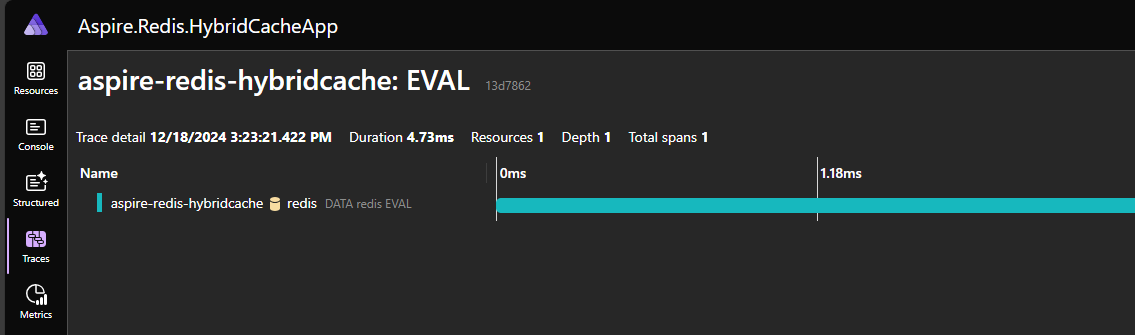 Aspire.Redis.HybridCacheApp
Resources
Console
Structured
Traces
Metrics
aspire-redis-hybridcache: EVAL 13d7862
Trace detail 12/18/2024 3:23:21.422 PM Duration 4.73ms Resources 1 Depth 1 Total spans 1
Name 0ms 1.18ms
aspire-redis-hybridcache redis DATA redis EVAL